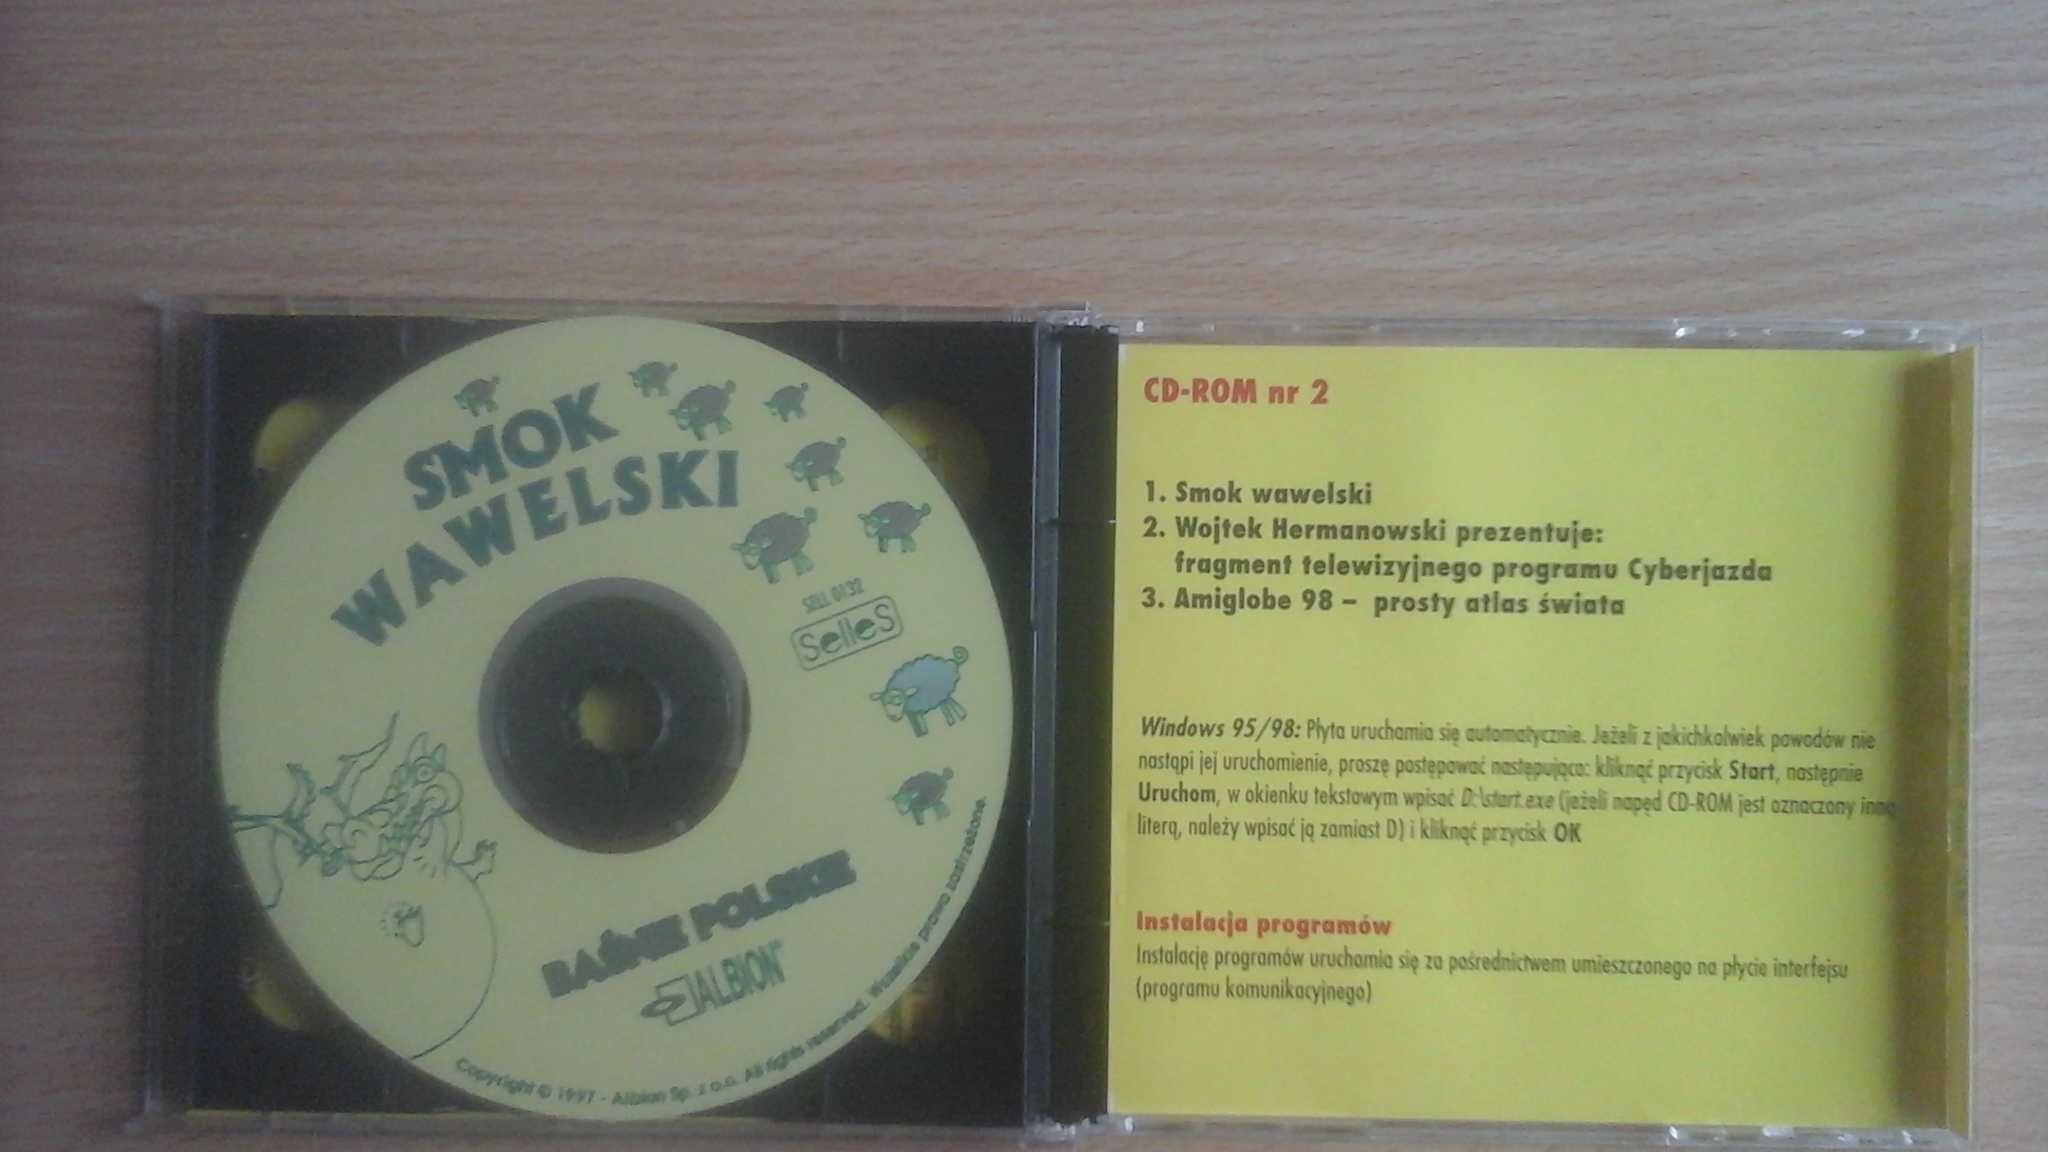 SMOK
WAWELSKI
SELL 0132
SelleS
BAŚNIE POLSKIE
ALBION
Copyright © 1997 - Albion Sp. z o.o. All rights reserved. Wszelkie prawa zastrzeżone.
CD-ROM nr 2
1. Smok wawelski
2. Wojtek Hermanowski prezentuje:
fragment telewizyjnego programu Cyberjazda
3. Amiglobe 98 – prosty atlas świata
Windows 95/98: Płyta uruchamia się automatycznie. Jeżeli z jakichkolwiek powodów nie
nastąpi jej uruchomienie, proszę postępować następująco: kliknąć przycisk Start, następnie
Uruchom, w okienku tekstowym wpisać D:\start.exe (jeżeli napęd CD-ROM jest oznaczony inną
literą, należy wpisać ją zamiast D) i kliknąć przycisk OK
Instalacja programów
Instalację programów uruchamia się za pośrednictwem umieszczonego na płycie interfejsu
(programu komunikacyjnego)